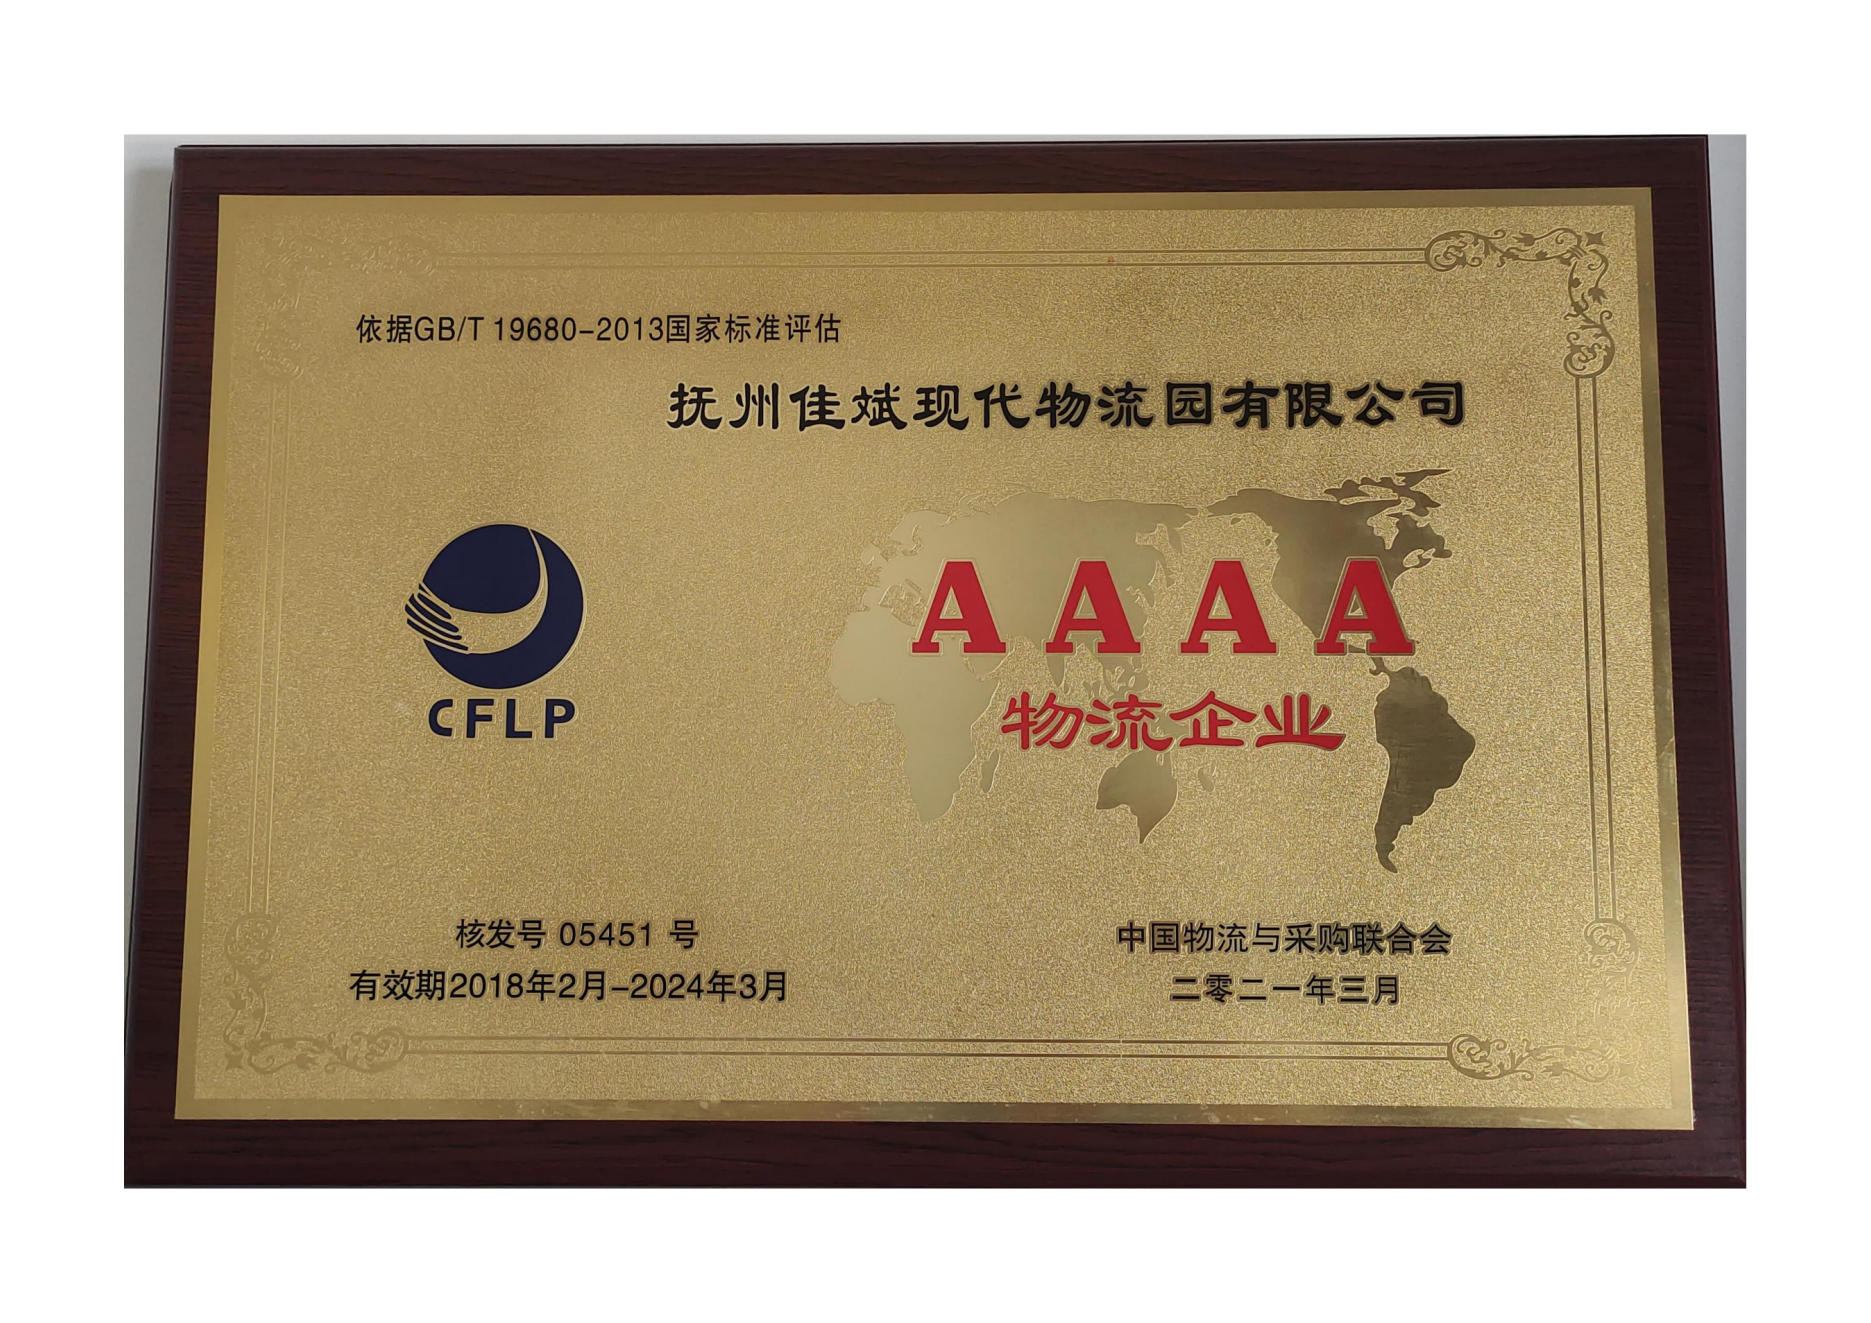 依据GB/T 19680-2013国家标准评估
抚州佳斌现代物流园有限公司
CFLP
A A A A
物流企业
核发号 05451 号
有效期2018年2月-2024年3月
中国物流与采购联合会
二零二一年三月